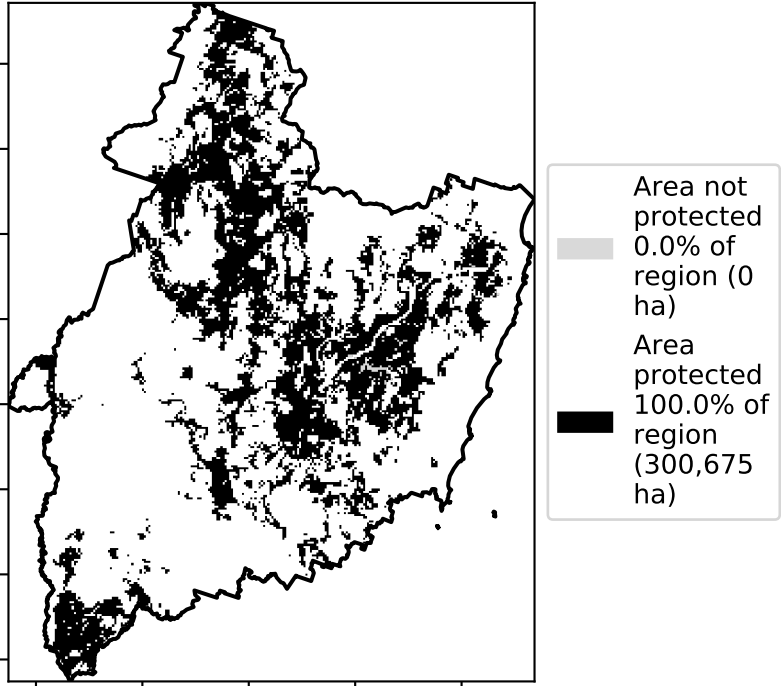 Area not
protected
0.0% of
region (0
ha)
Area
protected
100.0% of
region
(300,675
ha)